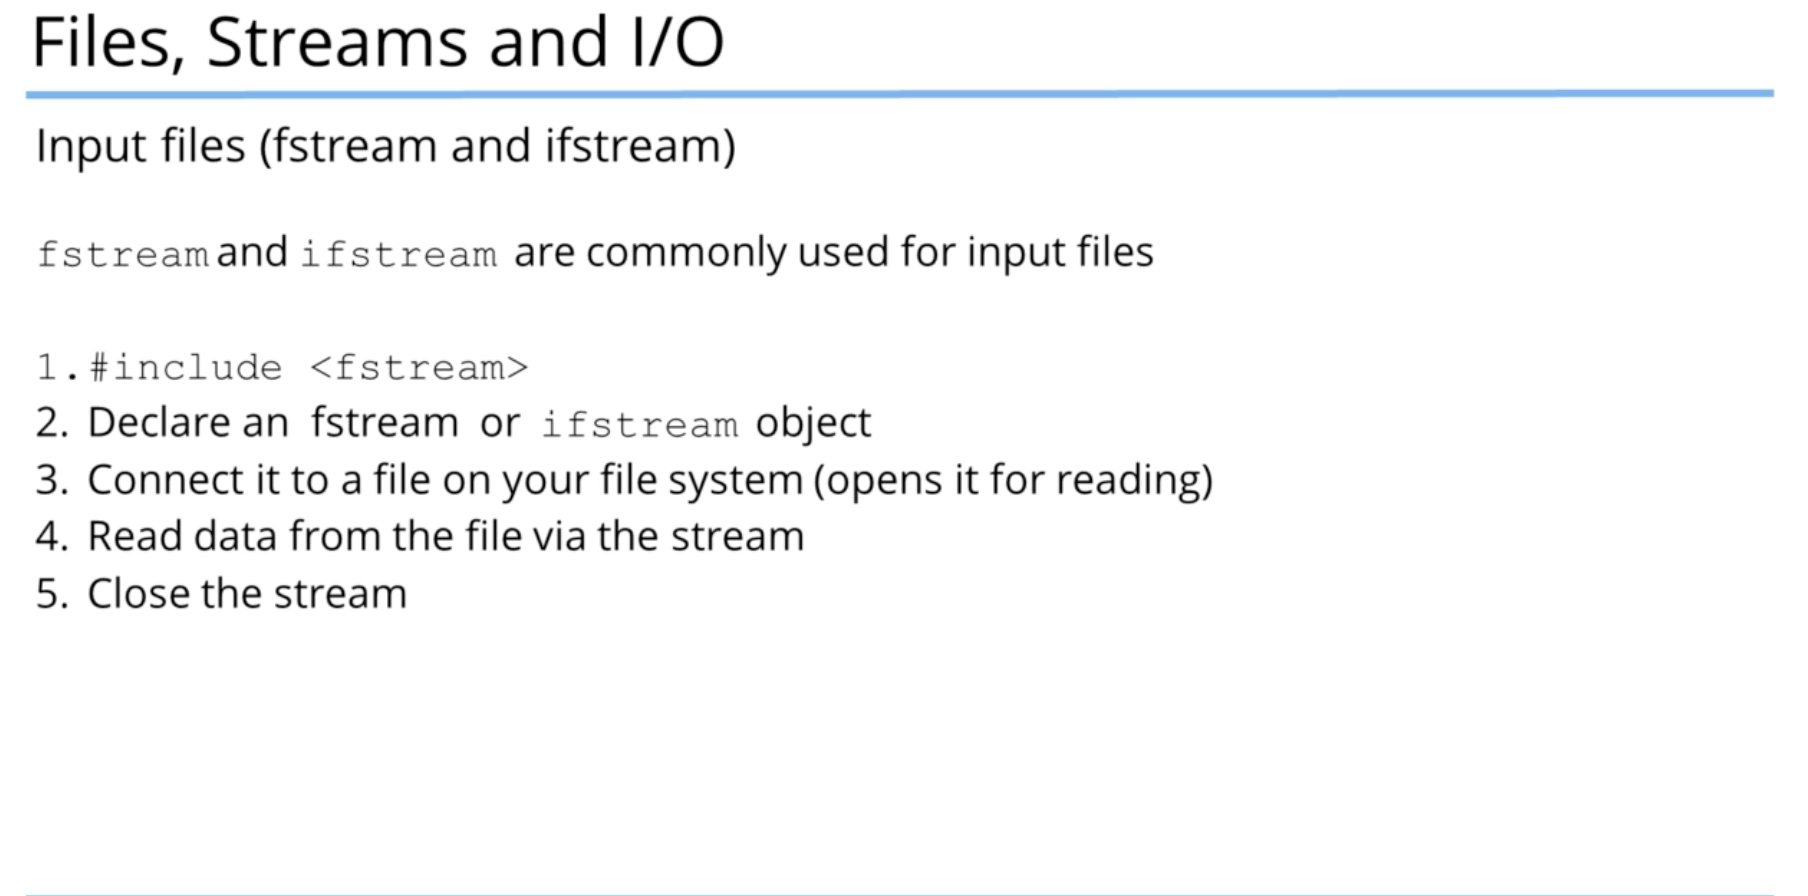 Files, Streams and I/O
Input files (fstream and ifstream)
fstream and ifstream are commonly used for input files
1. #include <fstream>
2. Declare an fstream or ifstream object
3. Connect it to a file on your file system (opens it for reading)
4. Read data from the file via the stream
5. Close the stream